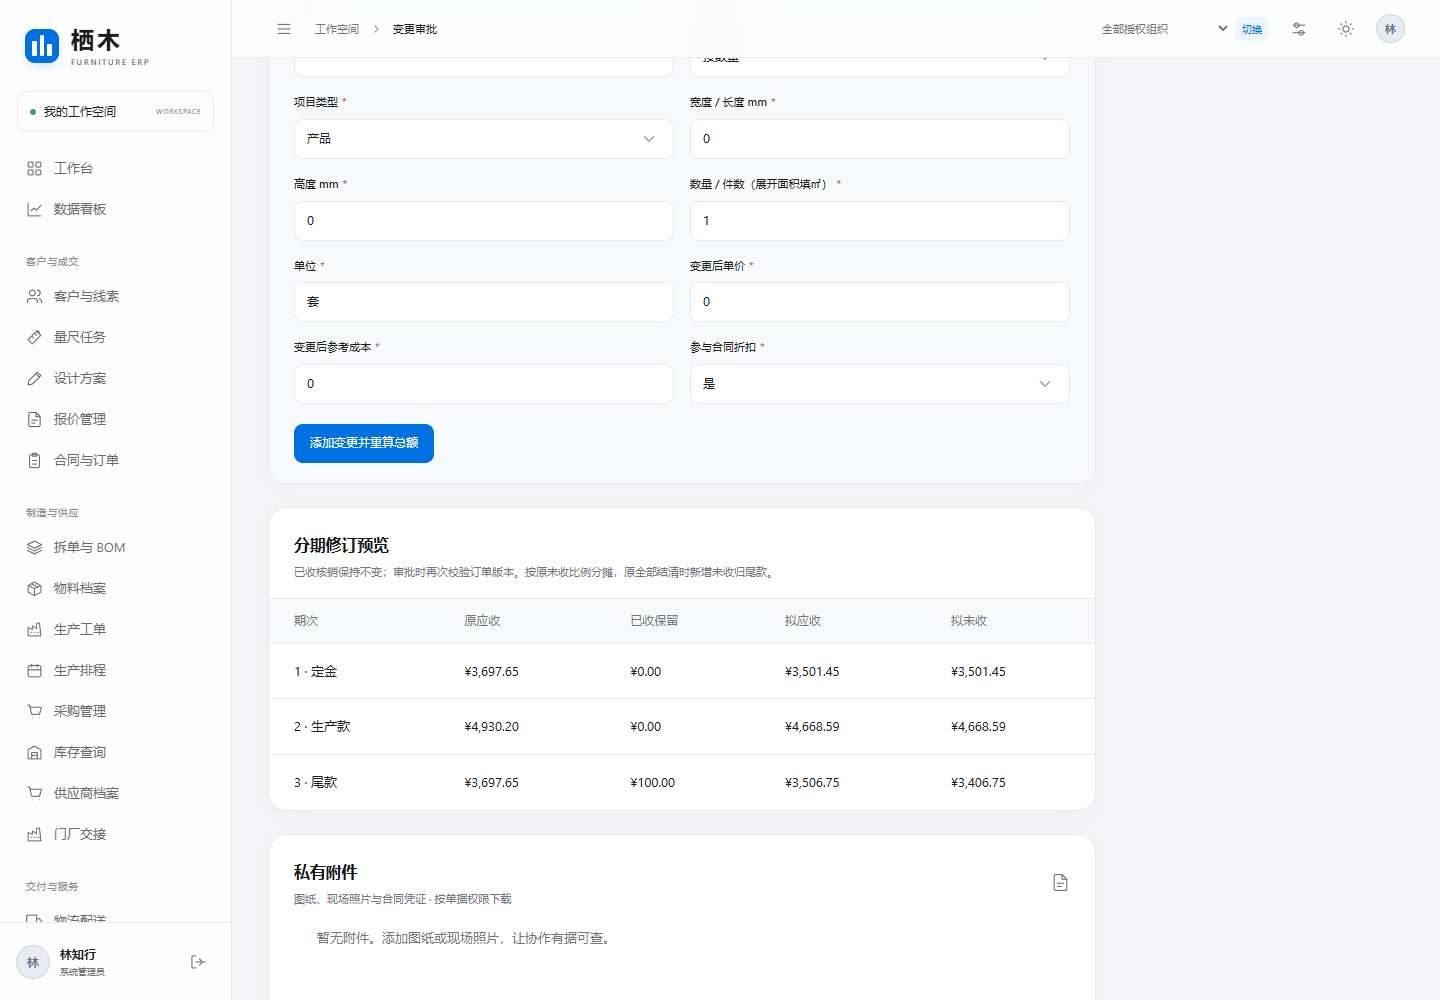 栖木
FURNITURE ERP
我的工作空间 WORKSPACE
工作台
数据看板
客户与成交
客户与线索
量尺任务
设计方案
报价管理
合同与订单
制造与供应
拆单与 BOM
物料档案
生产工单
生产排程
采购管理
库存查询
供应商档案
门厂交接
交付与服务
物流配送
林
林知行
系统管理员
工作空间 > 变更审批
全部授权组织 切换 林
按数量
项目类型 * 宽度 / 长度 mm *
产品 0
高度 mm * 数量 / 件数（展开面积填㎡） *
0 1
单位 * 变更后单价 *
套 0
变更后参考成本 * 参与合同折扣 *
0 是
添加变更并重算总额
分期修订预览
已收核销保持不变；审批时再次校验订单版本。按原未收比例分摊，原全部结清时新增未收归尾款。
期次 原应收 已收保留 拟应收 拟未收
1 · 定金 ¥3,697.65 ¥0.00 ¥3,501.45 ¥3,501.45
2 · 生产款 ¥4,930.20 ¥0.00 ¥4,668.59 ¥4,668.59
3 · 尾款 ¥3,697.65 ¥100.00 ¥3,506.75 ¥3,406.75
私有附件
图纸、现场照片与合同凭证 · 按单据权限下载
暂无附件。添加图纸或现场照片，让协作有据可查。